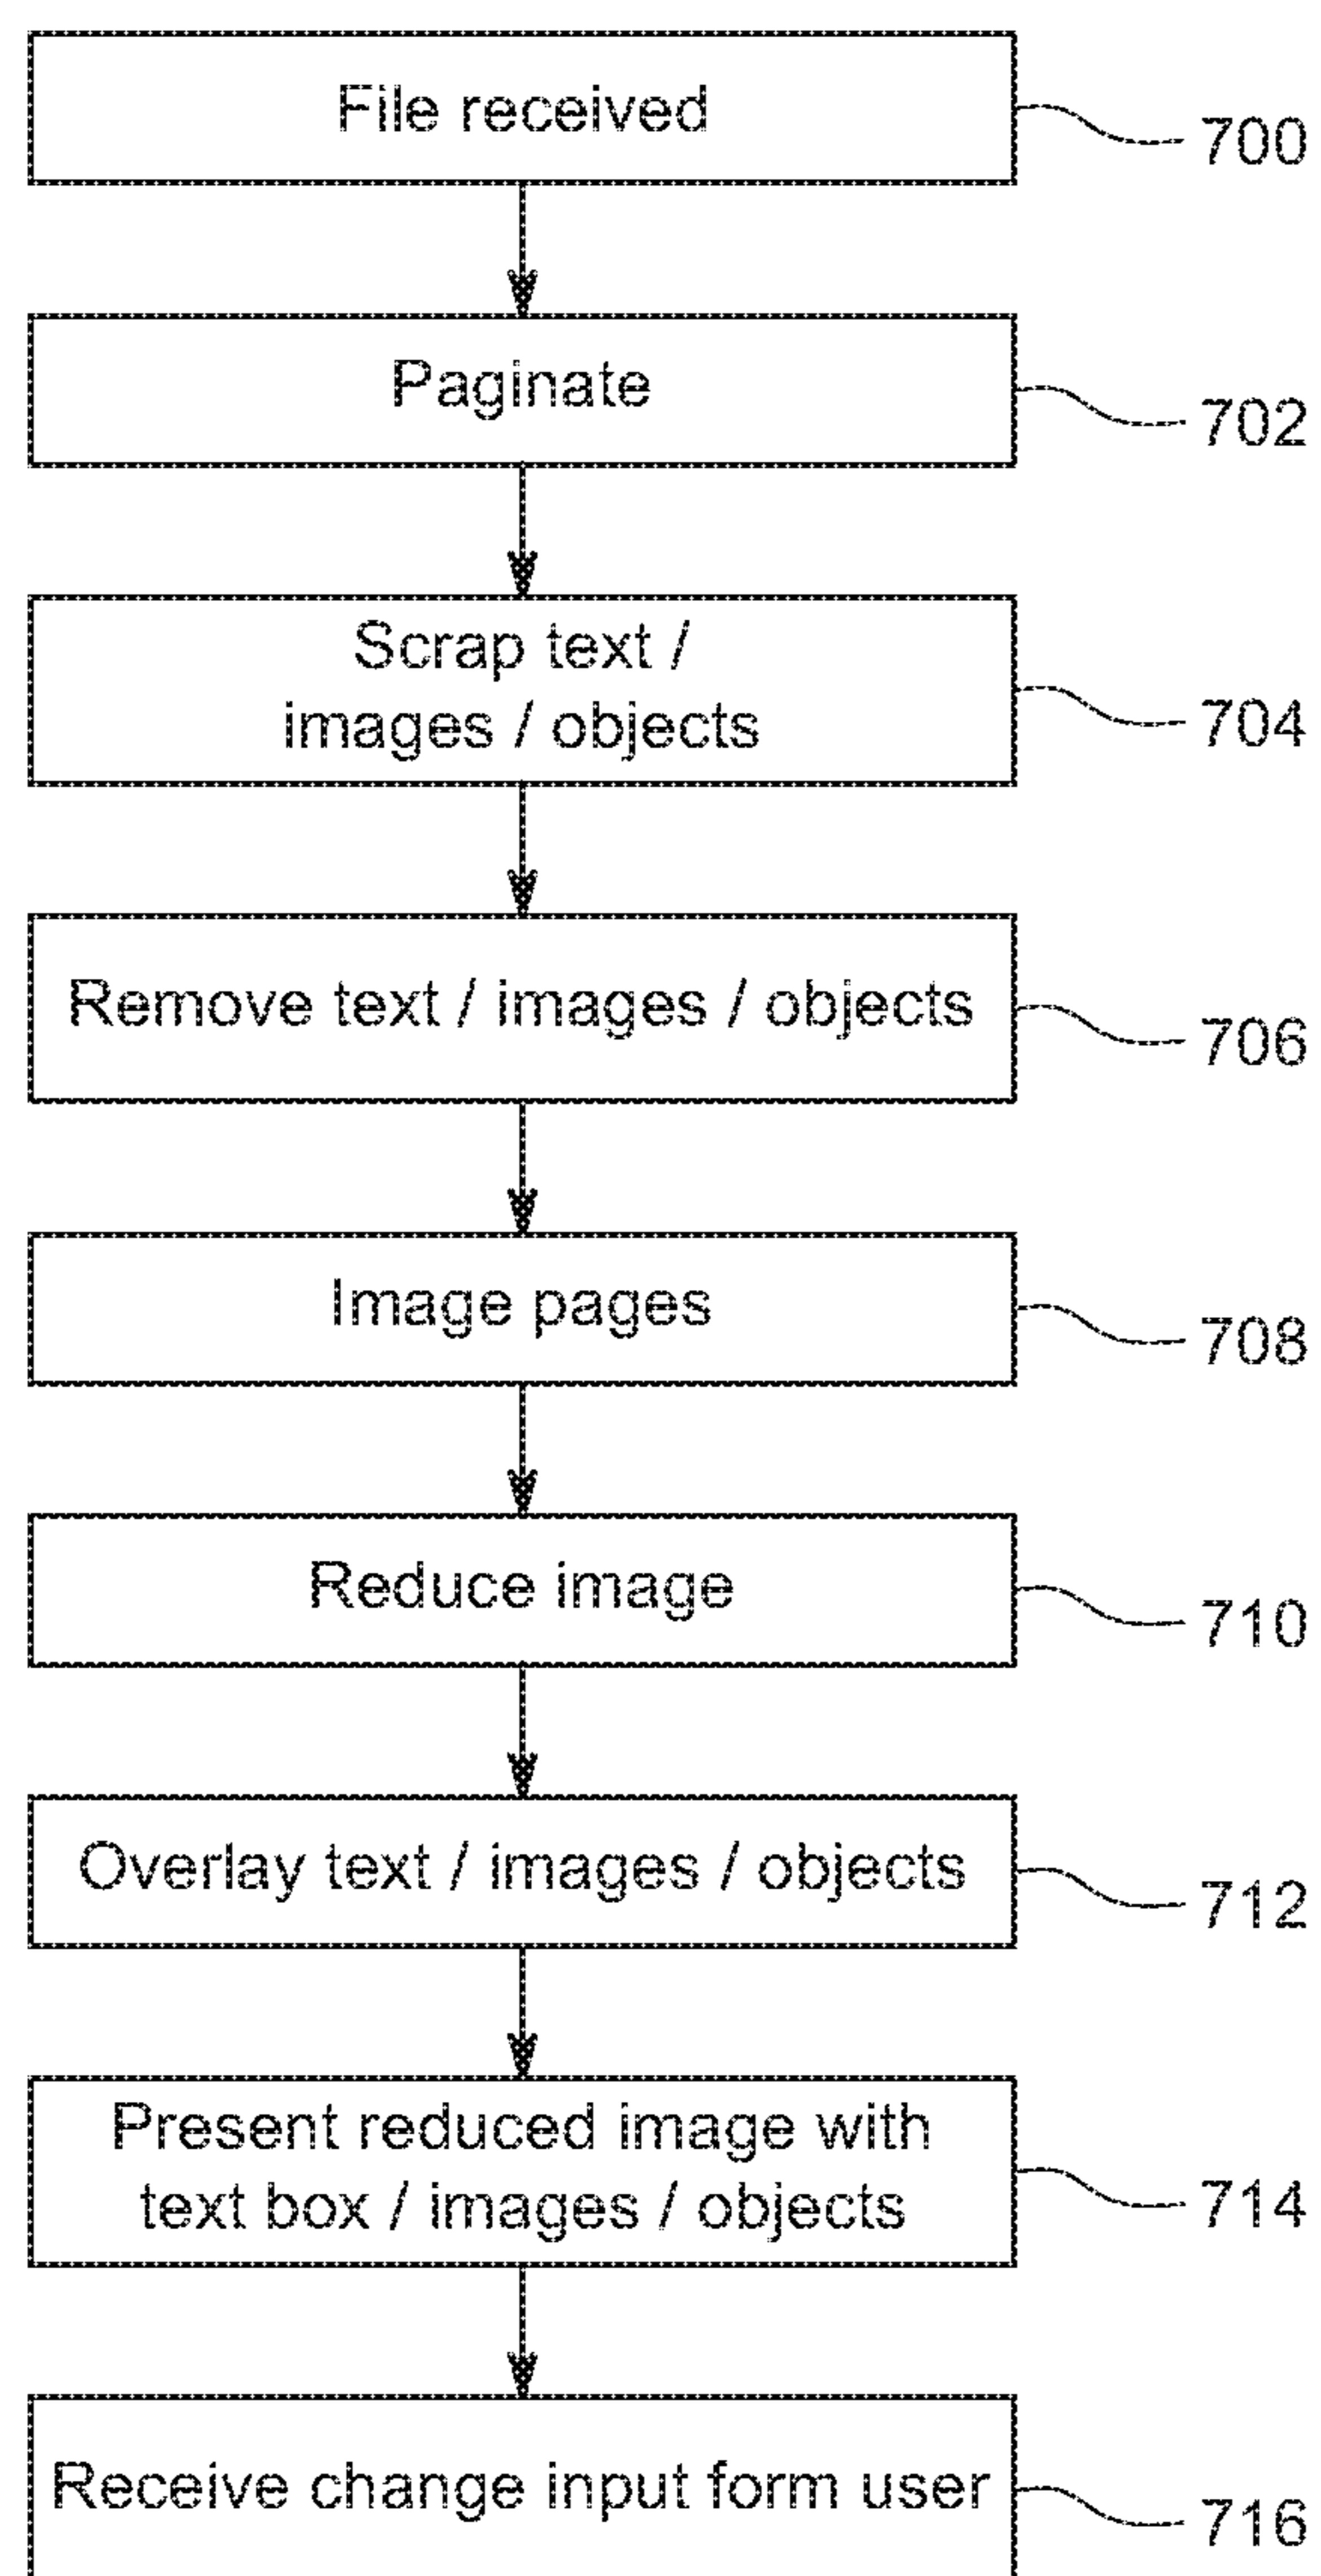 File received
700
Paginate
702
Scrap text /
images / objects
704
Remove text / images / objects
706
Image pages
708
Reduce image
710
Overlay text / images / objects
712
Present reduced image with
text box / images / objects
714
Receive change input form user
716